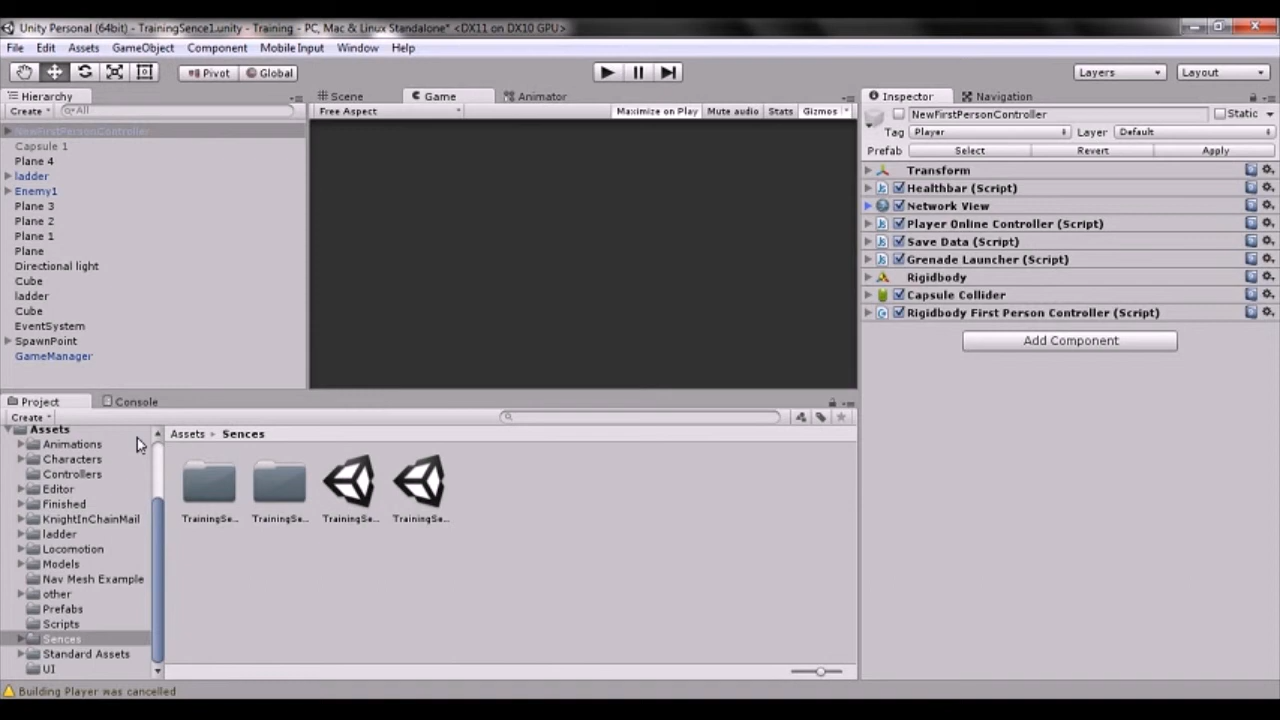 Unity Personal (64bit) - TrainingSence1.unity - Training - PC, Mac & Linux Standalone* <DX11 on DX10 GPU>
File Edit Assets GameObject Component Mobile Input Window Help
Pivot Global Layers Layout
Hierarchy
Create All
NewFirstPersonController
Capsule 1
Plane 4
ladder
Enemy1
Plane 3
Plane 2
Plane 1
Plane
Directional light
Cube
ladder
Cube
EventSystem
SpawnPoint
GameManager
Scene Game Animator
Free Aspect Maximize on Play Mute audio Stats Gizmos
Inspector Navigation
NewFirstPersonController Static
Tag Player Layer Default
Prefab Select Revert Apply
Transform
Healthbar (Script)
Network View
Player Online Controller (Script)
Save Data (Script)
Grenade Launcher (Script)
Rigidbody
Capsule Collider
Rigidbody First Person Controller (Script)
Add Component
Project Console
Create
Assets
Animations
Characters
Controllers
Editor
Finished
KnightInChainMail
ladder
Locomotion
Models
Nav Mesh Example
other
Prefabs
Scripts
Sences
Standard Assets
UI
Assets Sences
TrainingSe... TrainingSe... TrainingSe... TrainingSe...
Building Player was cancelled